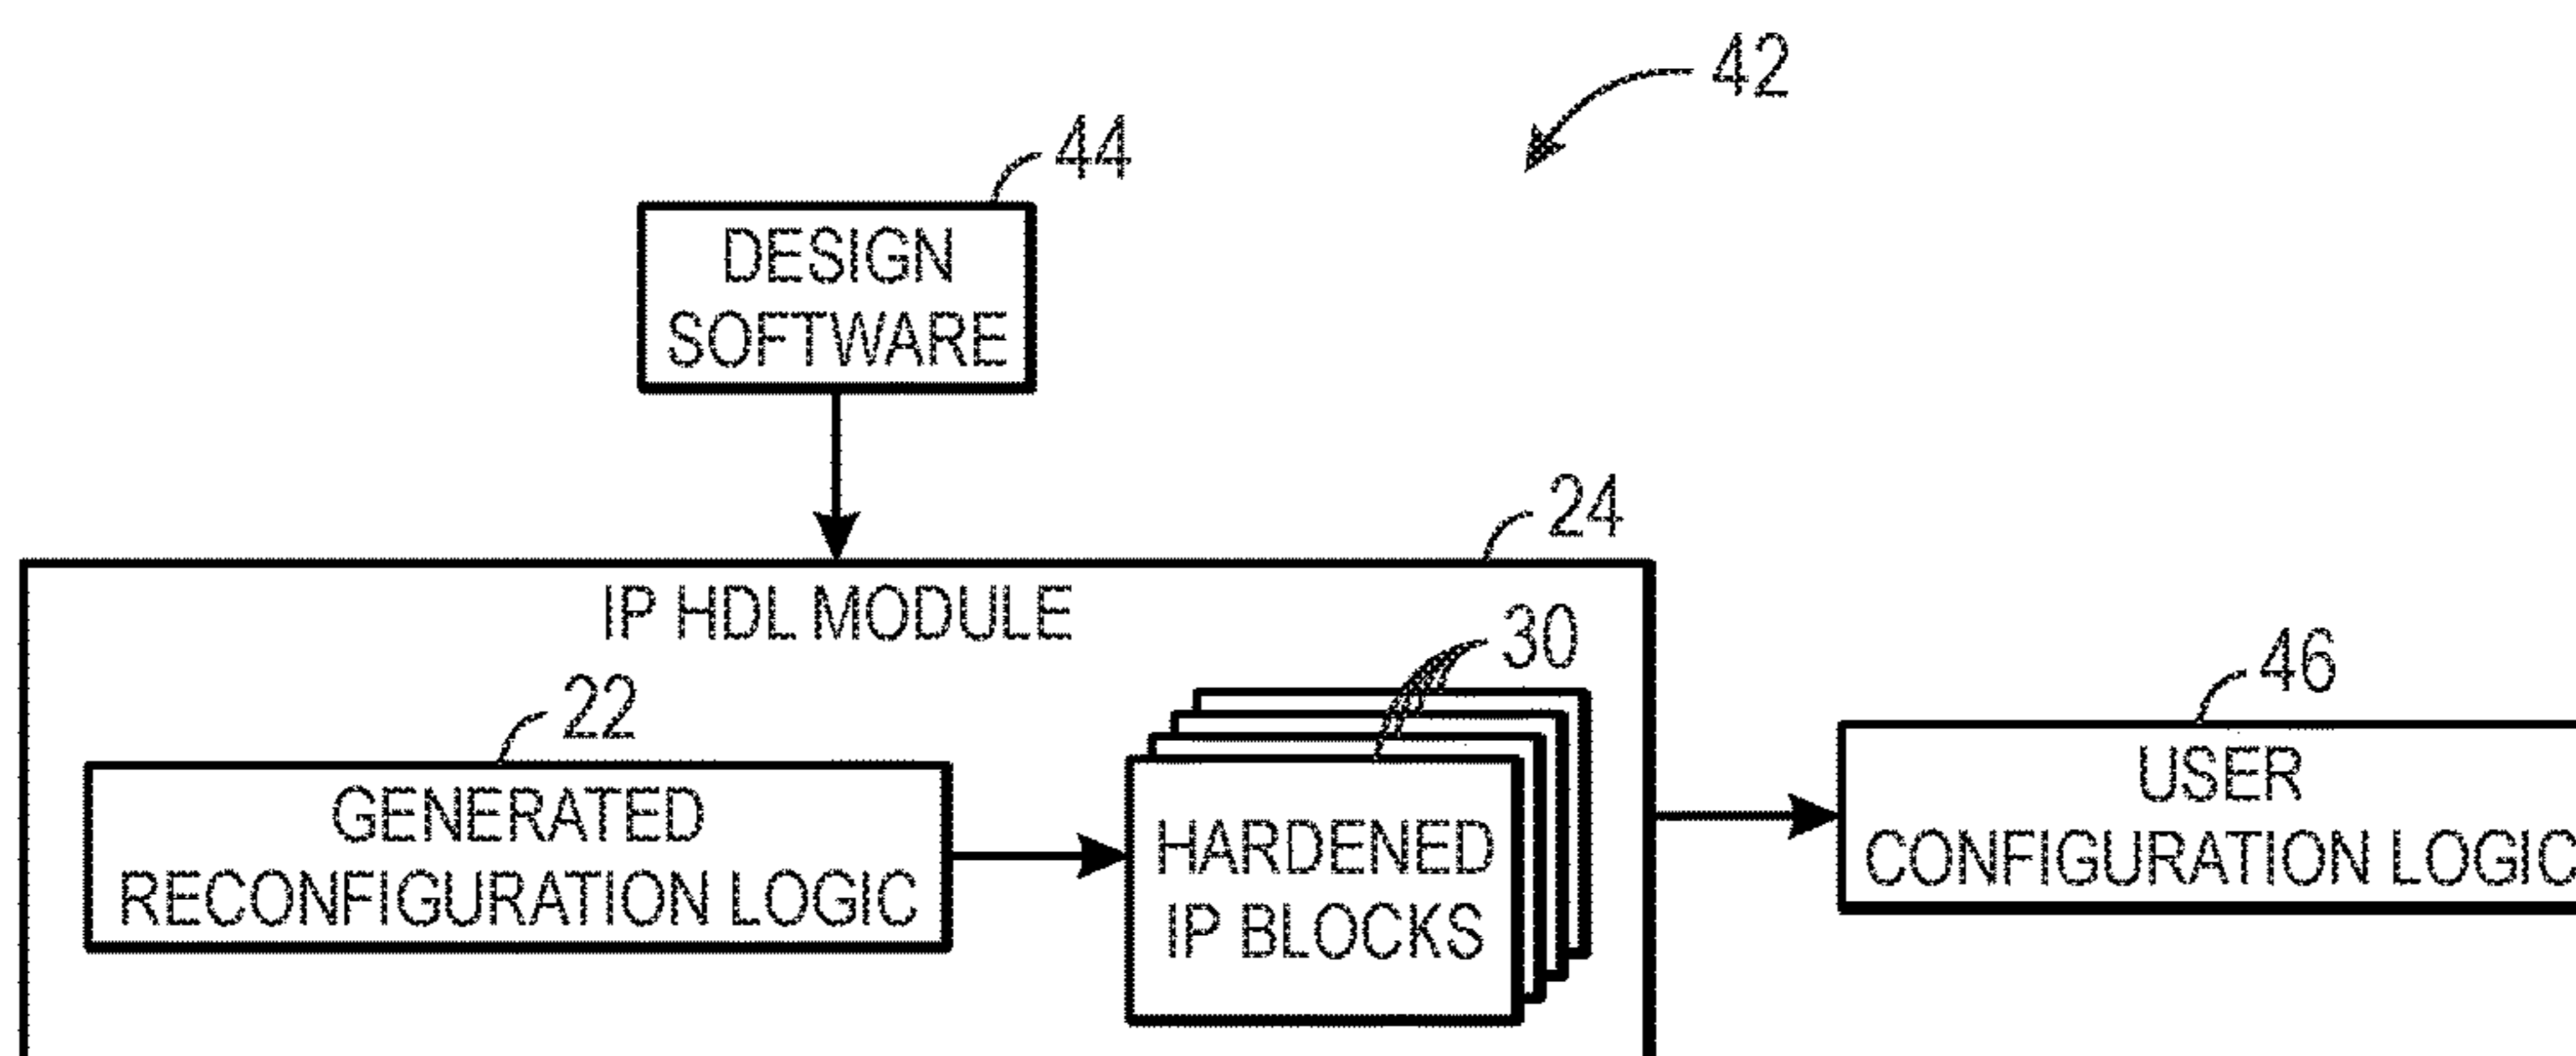 42
44
DESIGN
SOFTWARE
24
IP HDL MODULE
30
22
46
GENERATED
RECONFIGURATION LOGIC
HARDENED
IP BLOCKS
USER
CONFIGURATION LOGIC